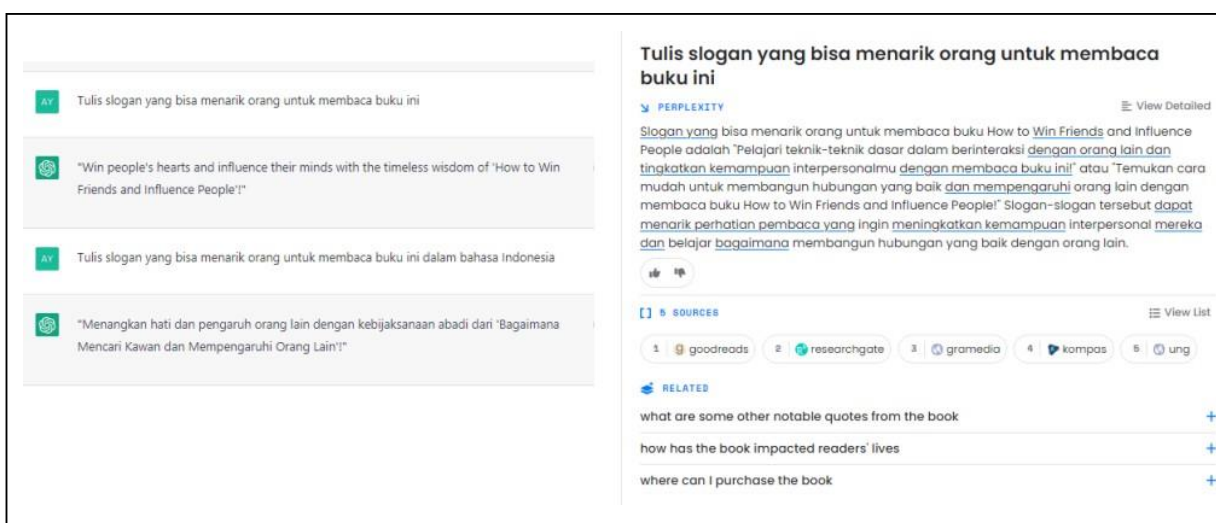 AY Tulis slogan yang bisa menarik orang untuk membaca buku ini
"Win people's hearts and influence their minds with the timeless wisdom of 'How to Win
Friends and Influence People'!"
AY Tulis slogan yang bisa menarik orang untuk membaca buku ini dalam bahasa Indonesia
"Menangkan hati dan pengaruh orang lain dengan kebijaksanaan abadi dari 'Bagaimana
Mencari Kawan dan Mempengaruhi Orang Lain'!"
Tulis slogan yang bisa menarik orang untuk membaca
buku ini
PERPLEXITY View Detailed
Slogan yang bisa menarik orang untuk membaca buku How to Win Friends and Influence
People adalah "Pelajari teknik-teknik dasar dalam berinteraksi dengan orang lain dan
tingkatkan kemampuan interpersonalmu dengan membaca buku ini!" atau "Temukan cara
mudah untuk membangun hubungan yang baik dan mempengaruhi orang lain dengan
membaca buku How to Win Friends and Influence People!" Slogan-slogan tersebut dapat
menarik perhatian pembaca yang ingin meningkatkan kemampuan interpersonal mereka
dan belajar bagaimana membangun hubungan yang baik dengan orang lain.
5 SOURCES View List
1 goodreads 2 researchgate 3 gramedia 4 kompas 5 ung
RELATED
what are some other notable quotes from the book +
how has the book impacted readers' lives +
where can I purchase the book +